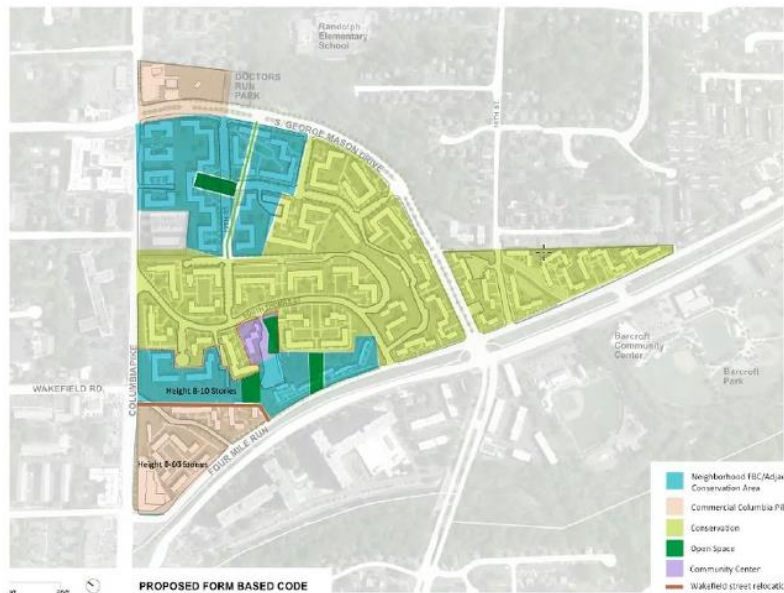 Randolph
Elementary
School
DOCTORS
RUN
PARK
S. GEORGE MASON DRIVE
Barcroft
Community
Center
Barcroft
Park
WAKEFIELD RD.
COLUMBIA PIKE
Height 8-10 Stories
FOUR MILE RUN
Neighborhood FBC/Adja
Conservation Area
Commercial Columbia Pi
Conservation
Open Space
Community Center
Wakefield street relocatio
PROPOSED FORM BASED CODE